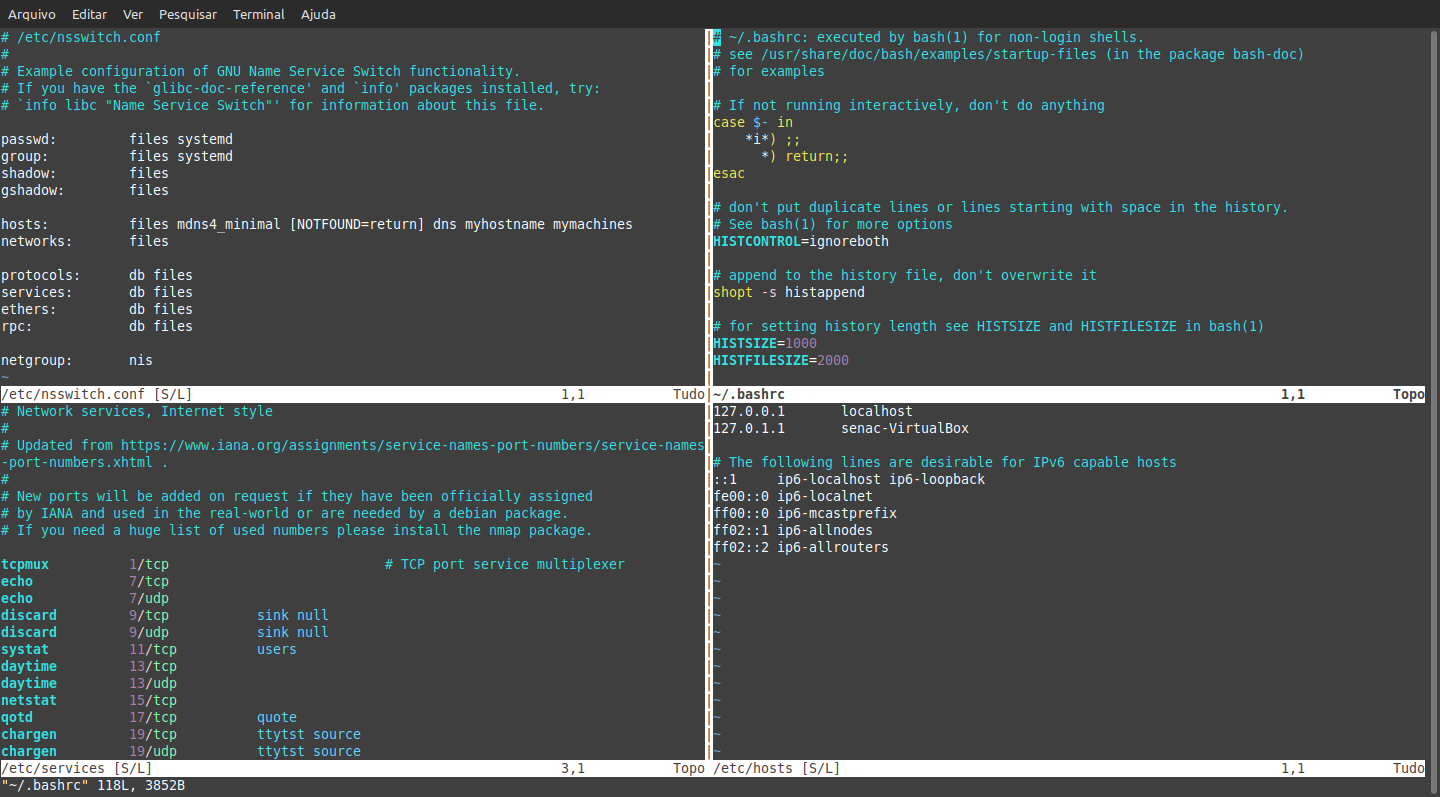 Arquivo Editar Ver Pesquisar Terminal Ajuda
# /etc/nsswitch.conf
#
# Example configuration of GNU Name Service Switch functionality.
# If you have the `glibc-doc-reference' and `info' packages installed, try:
# `info libc "Name Service Switch"' for information about this file.

passwd:         files systemd
group:          files systemd
shadow:         files
gshadow:        files

hosts:          files mdns4_minimal [NOTFOUND=return] dns myhostname mymachines
networks:       files

protocols:      db files
services:       db files
ethers:         db files
rpc:            db files

netgroup:       nis
~
/etc/nsswitch.conf [S/L] 1,1 Tudo
# ~/.bashrc: executed by bash(1) for non-login shells.
# see /usr/share/doc/bash/examples/startup-files (in the package bash-doc)
# for examples

# If not running interactively, don't do anything
case $- in
    *i*) ;;
      *) return;;
esac

# don't put duplicate lines or lines starting with space in the history.
# See bash(1) for more options
HISTCONTROL=ignoreboth

# append to the history file, don't overwrite it
shopt -s histappend

# for setting history length see HISTSIZE and HISTFILESIZE in bash(1)
HISTSIZE=1000
HISTFILESIZE=2000

~/.bashrc 1,1 Topo
# Network services, Internet style
#
# Updated from https://www.iana.org/assignments/service-names-port-numbers/service-names
-port-numbers.xhtml .
#
# New ports will be added on request if they have been officially assigned
# by IANA and used in the real-world or are needed by a debian package.
# If you need a huge list of used numbers please install the nmap package.

tcpmux          1/tcp                           # TCP port service multiplexer
echo            7/tcp
echo            7/udp
discard         9/tcp           sink null
discard         9/udp           sink null
systat          11/tcp          users
daytime         13/tcp
daytime         13/udp
netstat         15/tcp
qotd            17/tcp          quote
chargen         19/tcp          ttytst source
chargen         19/udp          ttytst source
/etc/services [S/L] 3,1 Topo
127.0.0.1       localhost
127.0.1.1       senac-VirtualBox

# The following lines are desirable for IPv6 capable hosts
::1     ip6-localhost ip6-loopback
fe00::0 ip6-localnet
ff00::0 ip6-mcastprefix
ff02::1 ip6-allnodes
ff02::2 ip6-allrouters
~
~
~
~
~
~
~
~
~
~
~
~
/etc/hosts [S/L] 1,1 Tudo
"~/.bashrc" 118L, 3852B